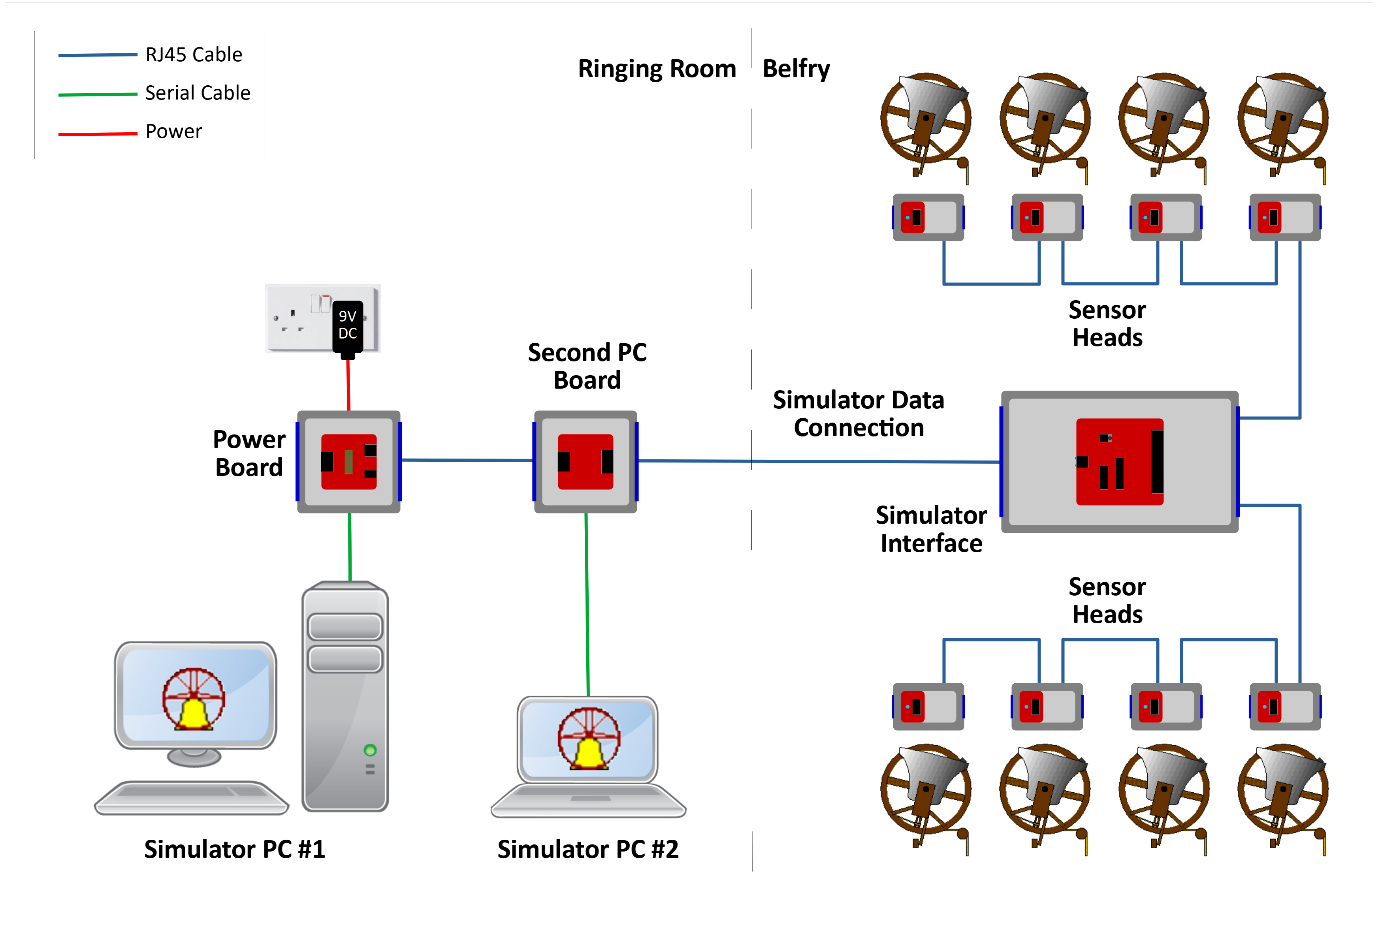 RJ45 Cable
Serial Cable
Power
Ringing Room
Belfry
Sensor
Heads
9V
DC
Second PC
Board
Power
Board
Simulator Data
Connection
Simulator
Interface
Sensor
Heads
Simulator PC #1
Simulator PC #2